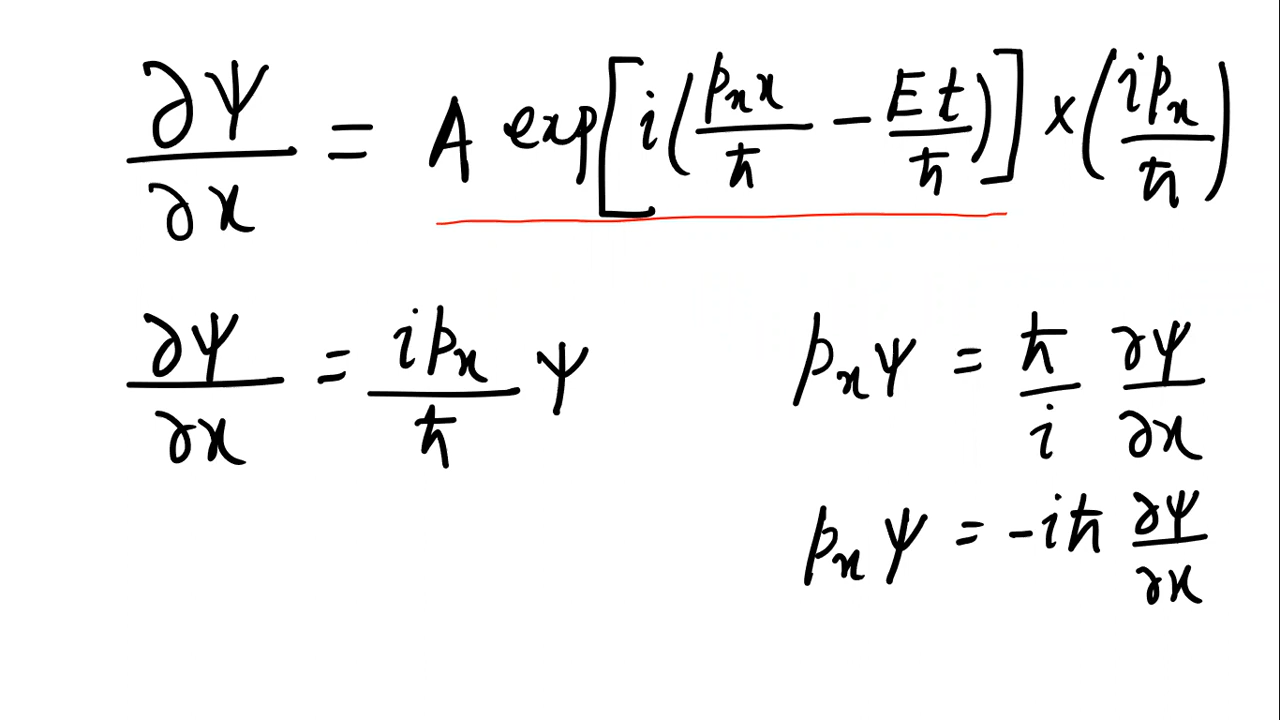 ∂ψ/∂x = A exp[i(pₓx/ħ − Et/ħ)] × (ipₓ/ħ)
∂ψ/∂x = ipₓ/ħ ψ
pₓψ = ħ/i ∂ψ/∂x
pₓψ = -iħ ∂ψ/∂x